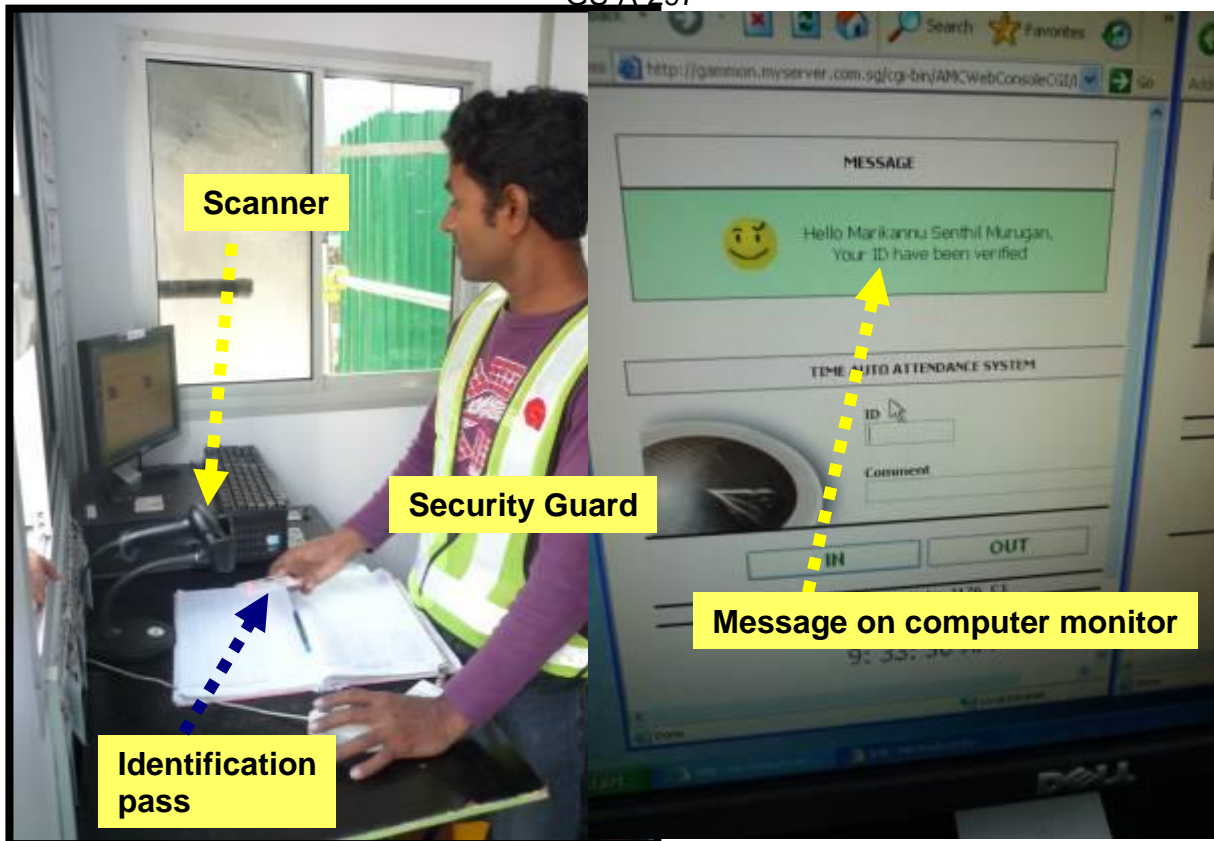 Search
Favorites
http://gammon.myserver.com.sg/cgi-bin/AMCWebConsoleCGI/
Go
MESSAGE
Hello Marikannu Senthil Murugan,
Your ID have been verified
Scanner
TIME AUTO ATTENDANCE SYSTEM
ID
Comment
Security Guard
IN
OUT
Message on computer monitor
Identification
pass
Done
DELL